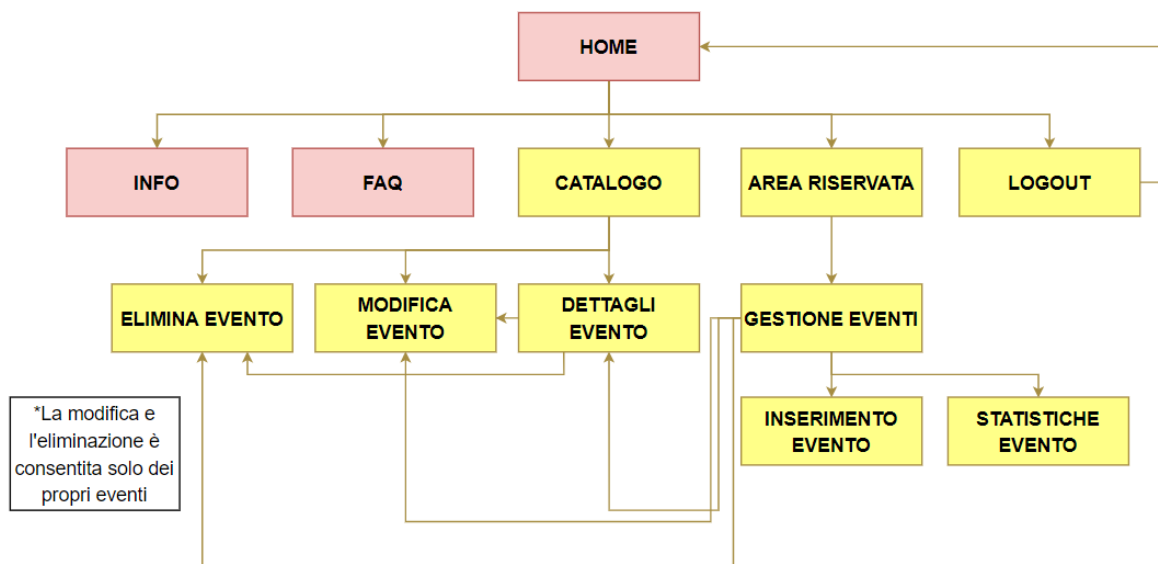 HOME
INFO
FAQ
CATALOGO
AREA RISERVATA
LOGOUT
ELIMINA EVENTO
MODIFICA
EVENTO
DETTAGLI
EVENTO
GESTIONE EVENTI
*La modifica e
l'eliminazione è
consentita solo dei
propri eventi
INSERIMENTO
EVENTO
STATISTICHE
EVENTO